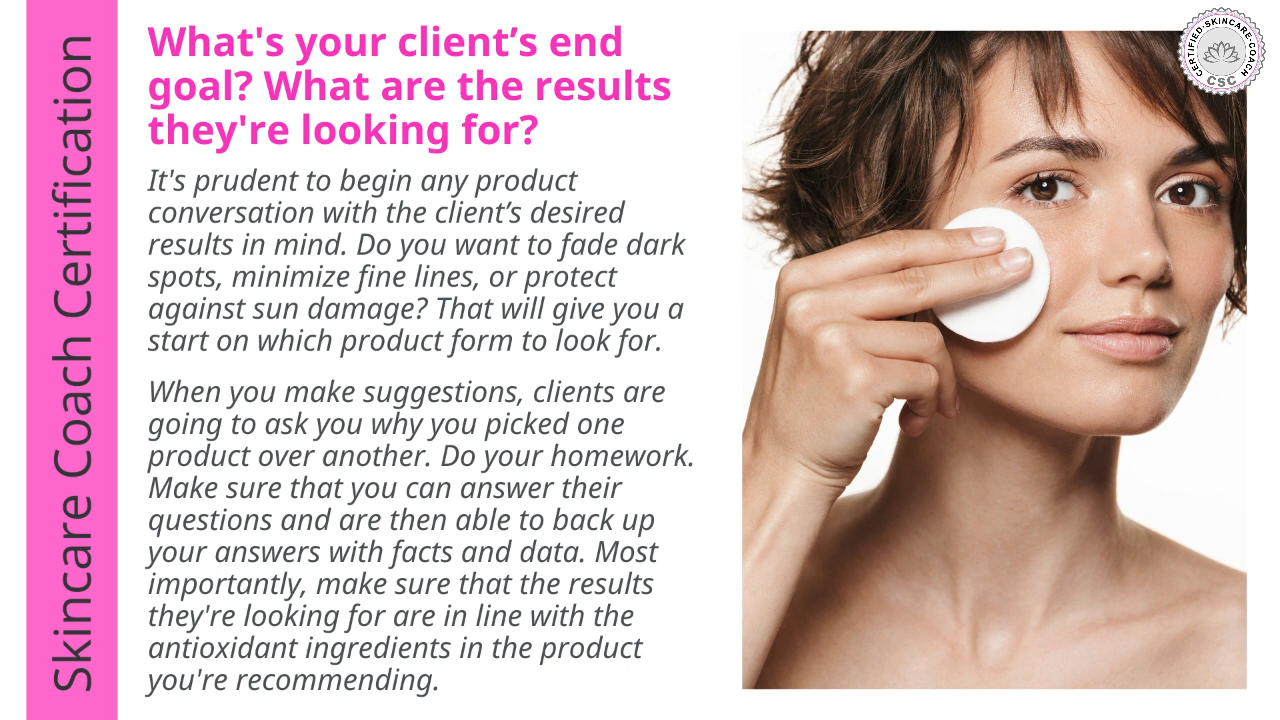 Skincare Coach Certification
What's your client’s end
goal? What are the results
they're looking for?
It's prudent to begin any product
conversation with the client’s desired
results in mind. Do you want to fade dark
spots, minimize fine lines, or protect
against sun damage? That will give you a
start on which product form to look for.
When you make suggestions, clients are
going to ask you why you picked one
product over another. Do your homework.
Make sure that you can answer their
questions and are then able to back up
your answers with facts and data. Most
importantly, make sure that the results
they're looking for are in line with the
antioxidant ingredients in the product
you're recommending.
CERTIFIED-SKINCARE-COACH
CSC